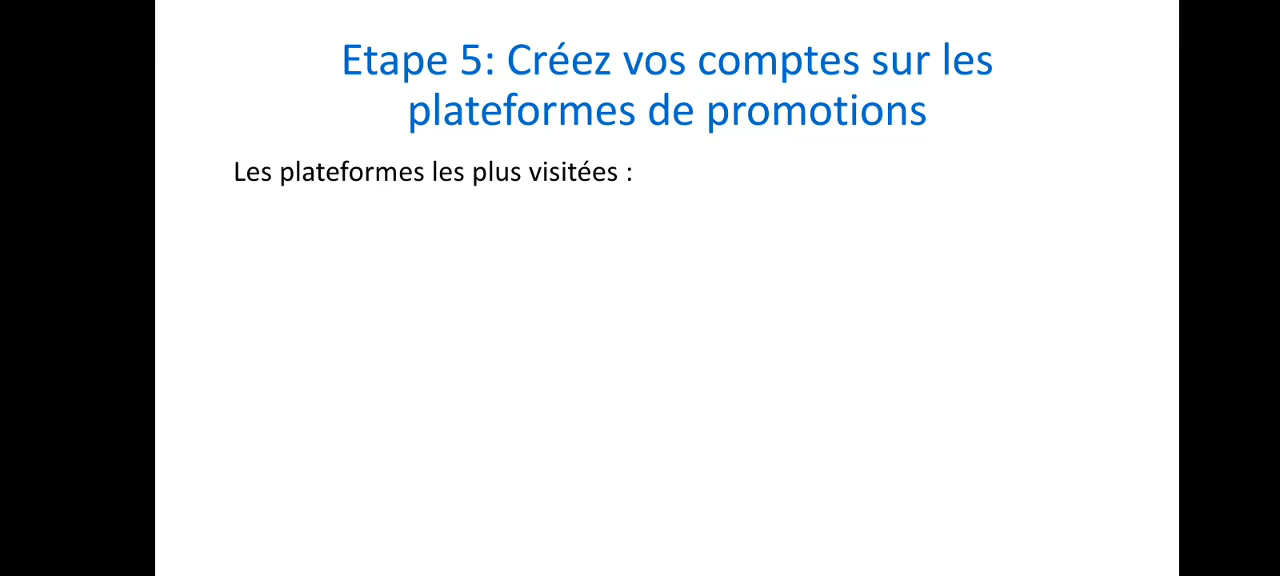 Etape 5: Créez vos comptes sur les
plateformes de promotions
Les plateformes les plus visitées :